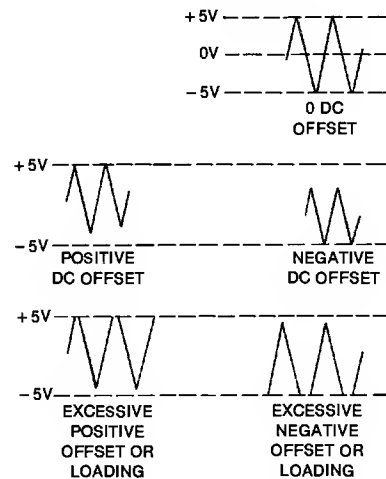 +5V
0V
−5V
0 DC
OFFSET
+5V
−5V
POSITIVE
DC OFFSET
NEGATIVE
DC OFFSET
+5V
−5V
EXCESSIVE
POSITIVE
OFFSET OR
LOADING
EXCESSIVE
NEGATIVE
OFFSET OR
LOADING